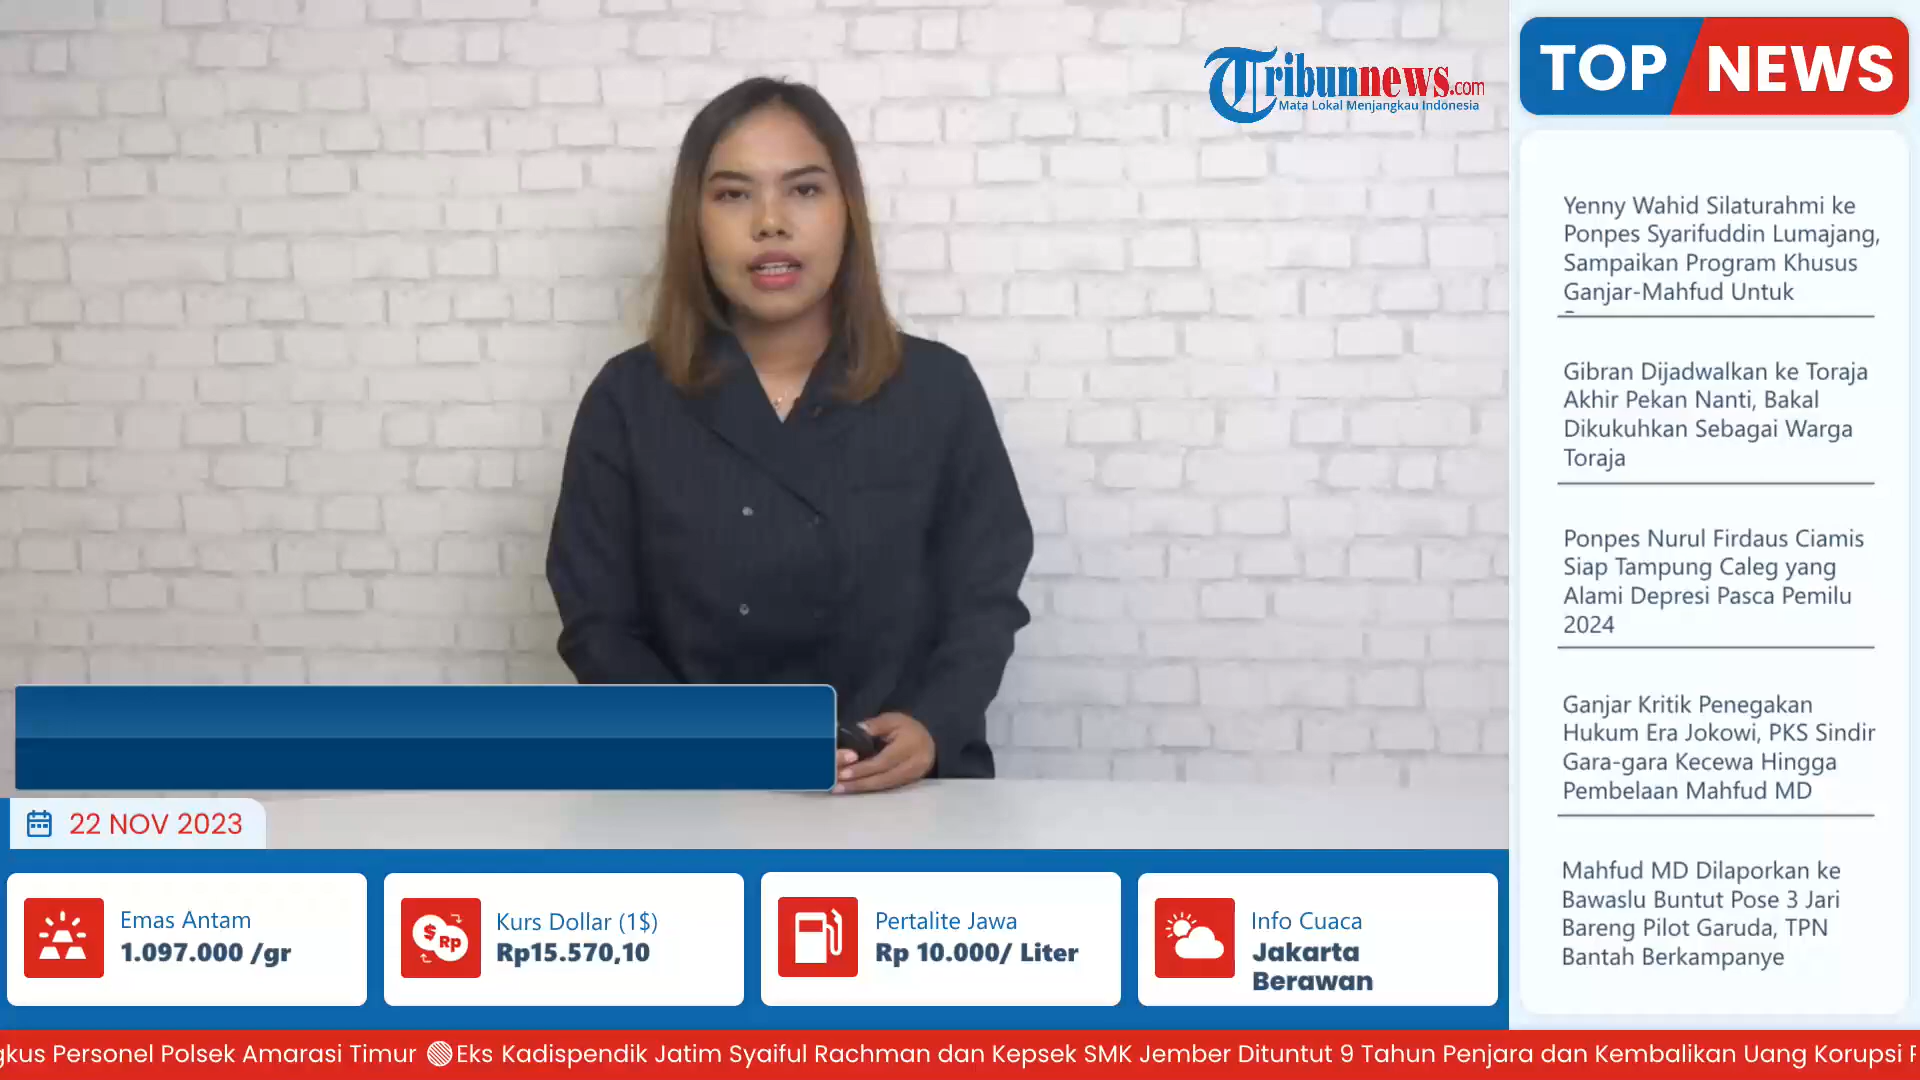 Tribunnews.com
Mata Lokal Menjangkau Indonesia
TOP NEWS
Yenny Wahid Silaturahmi ke
Ponpes Syarifuddin Lumajang,
Sampaikan Program Khusus
Ganjar-Mahfud Untuk
Gibran Dijadwalkan ke Toraja
Akhir Pekan Nanti, Bakal
Dikukuhkan Sebagai Warga
Toraja
Ponpes Nurul Firdaus Ciamis
Siap Tampung Caleg yang
Alami Depresi Pasca Pemilu
2024
Ganjar Kritik Penegakan
Hukum Era Jokowi, PKS Sindir
Gara-gara Kecewa Hingga
Pembelaan Mahfud MD
Mahfud MD Dilaporkan ke
Bawaslu Buntut Pose 3 Jari
Bareng Pilot Garuda, TPN
Bantah Berkampanye
22 NOV 2023
Emas Antam
1.097.000 /gr
Kurs Dollar (1$)
Rp15.570,10
Pertalite Jawa
Rp 10.000/ Liter
Info Cuaca
Jakarta
Berawan
$ Rp
gkus Personel Polsek Amarasi Timur Eks Kadispendik Jatim Syaiful Rachman dan Kepsek SMK Jember Dituntut 9 Tahun Penjara dan Kembalikan Uang Korupsi